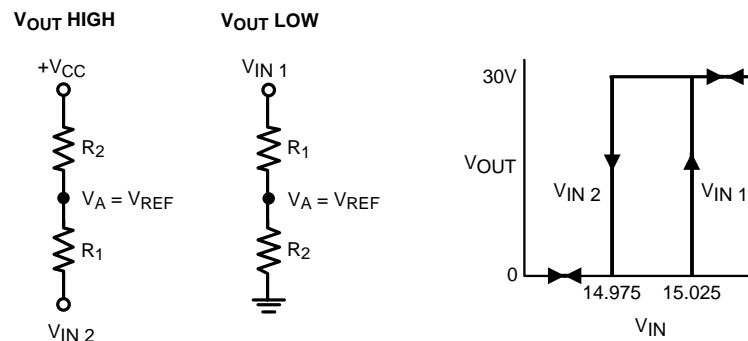 VOUT HIGH
+VCC
R2
VA = VREF
R1
VIN 2
VOUT LOW
VIN 1
R1
VA = VREF
R2
30V
VOUT
VIN 2
VIN 1
0
14.975 15.025
VIN